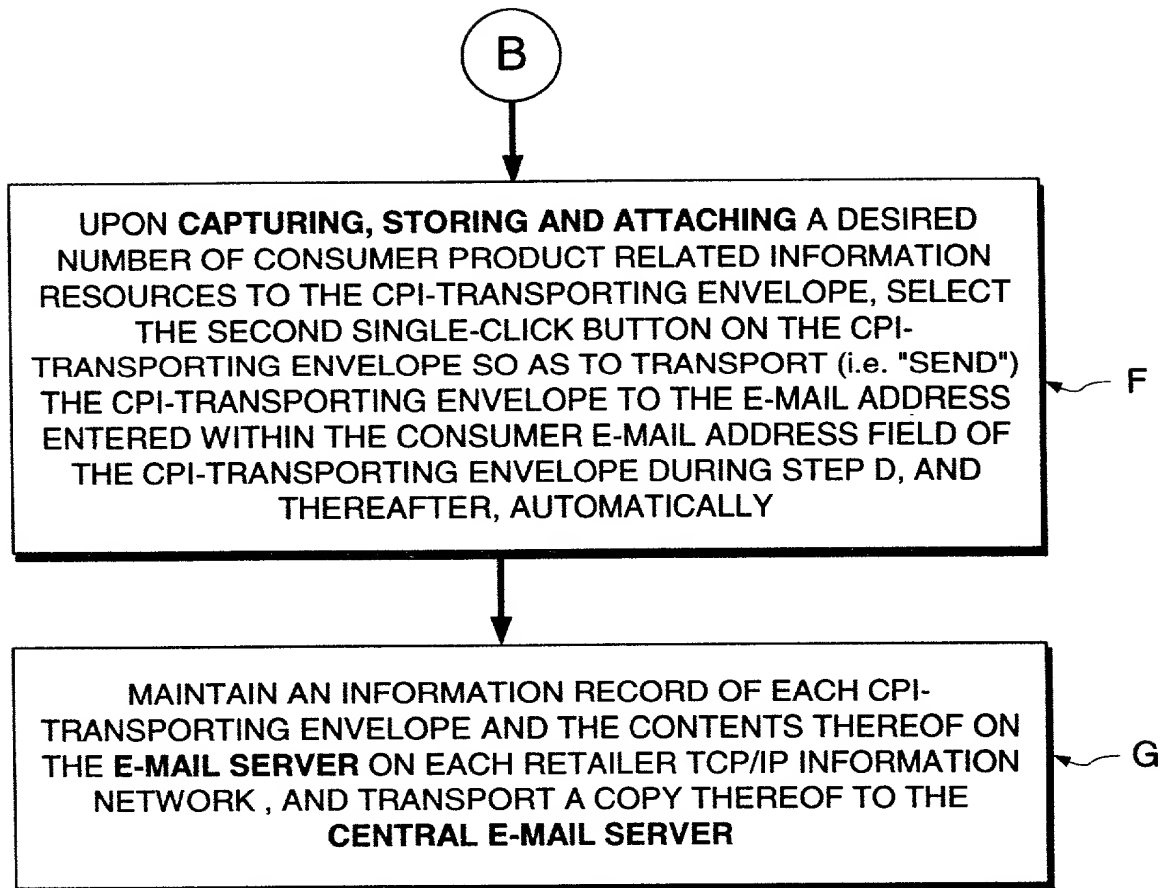 B
UPON CAPTURING, STORING AND ATTACHING A DESIRED
NUMBER OF CONSUMER PRODUCT RELATED INFORMATION
RESOURCES TO THE CPI-TRANSPORTING ENVELOPE, SELECT
THE SECOND SINGLE-CLICK BUTTON ON THE CPI-
TRANSPORTING ENVELOPE SO AS TO TRANSPORT (i.e. "SEND")
THE CPI-TRANSPORTING ENVELOPE TO THE E-MAIL ADDRESS
ENTERED WITHIN THE CONSUMER E-MAIL ADDRESS FIELD OF
THE CPI-TRANSPORTING ENVELOPE DURING STEP D, AND
THEREAFTER, AUTOMATICALLY
F
MAINTAIN AN INFORMATION RECORD OF EACH CPI-
TRANSPORTING ENVELOPE AND THE CONTENTS THEREOF ON
THE E-MAIL SERVER ON EACH RETAILER TCP/IP INFORMATION
NETWORK , AND TRANSPORT A COPY THEREOF TO THE
CENTRAL E-MAIL SERVER
G